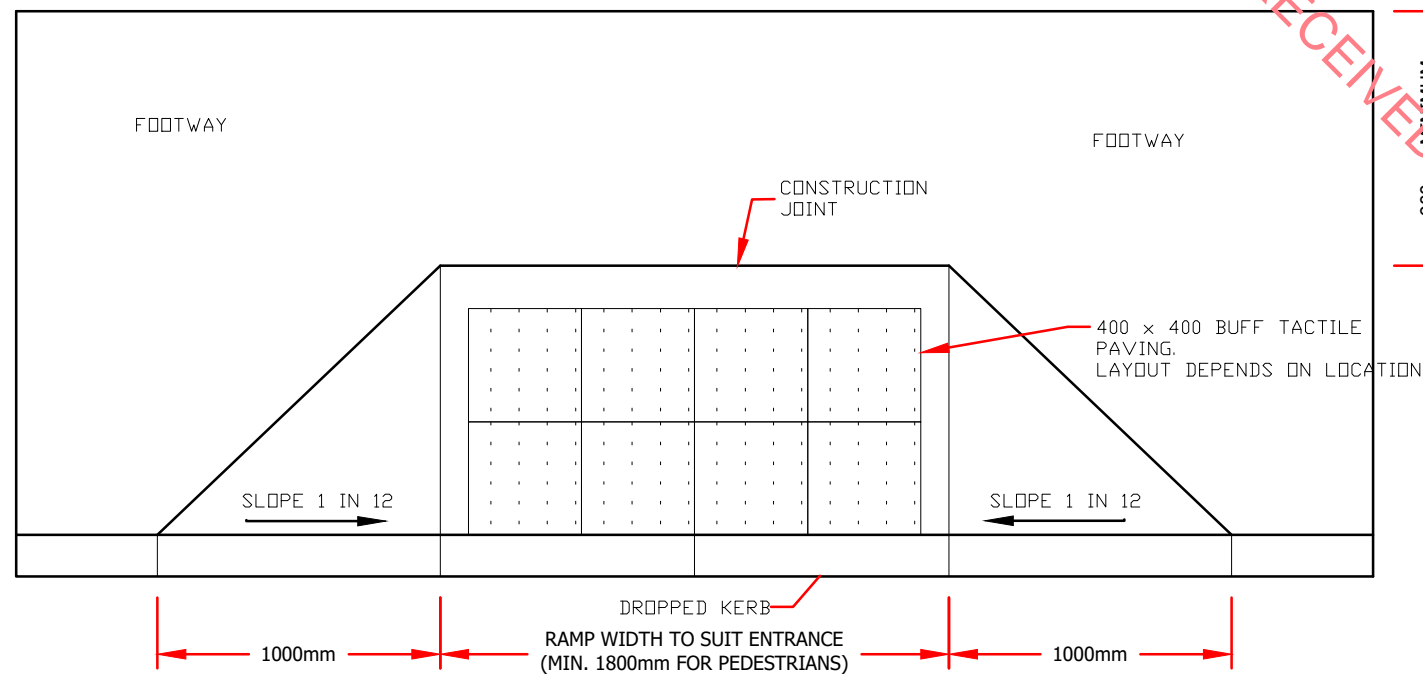 RECEIVED
FOOTWAY
FOOTWAY
CONSTRUCTION
JOINT
400 x 400 BUFF TACTILE
PAVING.
LAYOUT DEPENDS ON LOCATION
SLOPE 1 IN 12
SLOPE 1 IN 12
DROPPED KERB
1000mm
RAMP WIDTH TO SUIT ENTRANCE
(MIN. 1800mm FOR PEDESTRIANS)
1000mm